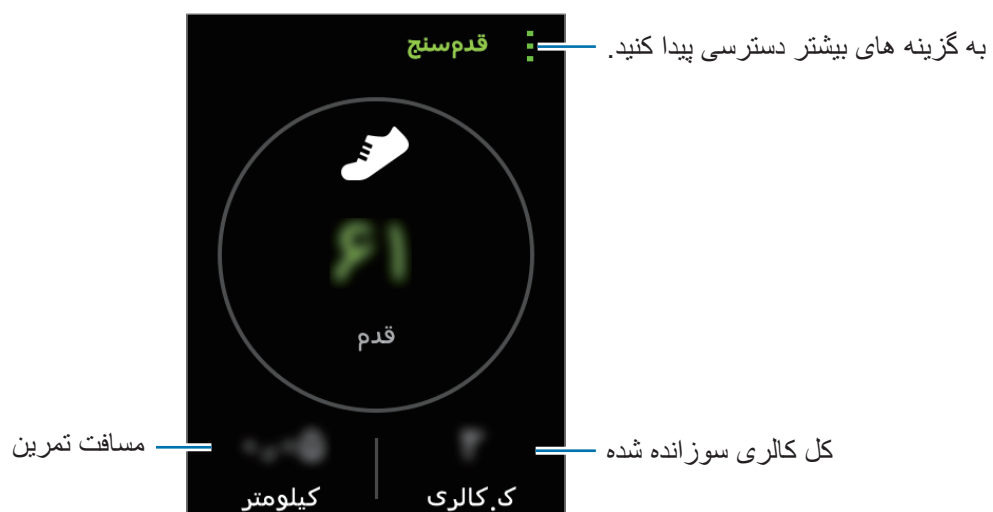 قدم‌سنج
به گزینه های بیشتر دسترسی پیدا کنید.
۶۱
قدم
کل کالری سوزانده شده
مسافت تمرین
ک.کالری
کیلومتر